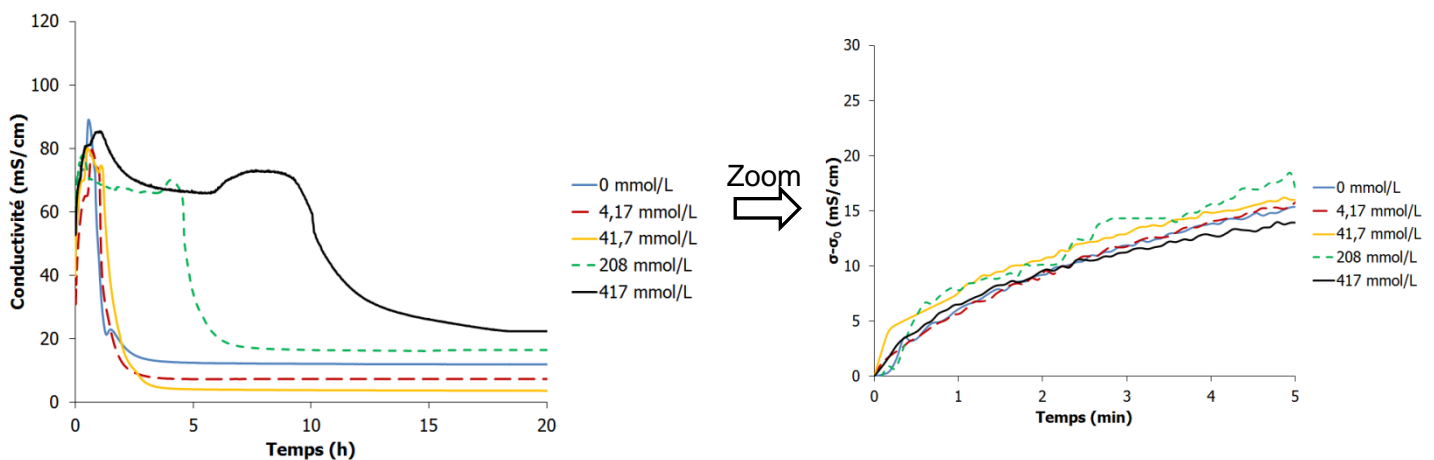 120
100
80
60
40
20
0
Conductivité (mS/cm)
0 5 10 15 20
Temps (h)
0 mmol/L
4,17 mmol/L
41,7 mmol/L
208 mmol/L
417 mmol/L
Zoom
30
25
20
15
10
5
0
σ-σ0 (mS/cm)
0 1 2 3 4 5
Temps (min)
0 mmol/L
4,17 mmol/L
41,7 mmol/L
208 mmol/L
417 mmol/L